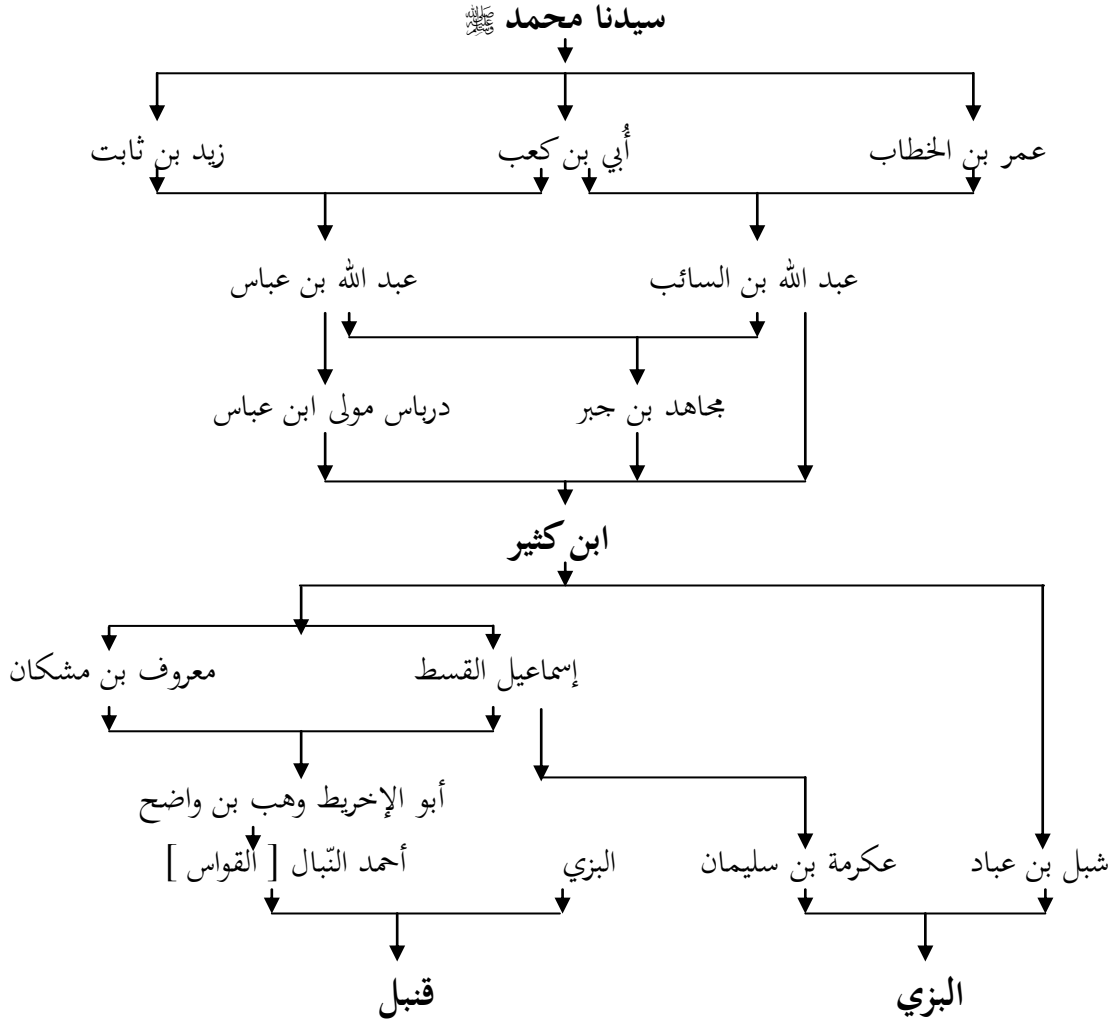 سيدنا محمد ﷺ
عمر بن الخطاب أُبي بن كعب زيد بن ثابت
عبد الله بن السائب عبد الله بن عباس
مجاهد بن جبر درباس مولى ابن عباس
ابن كثير
إسماعيل القسط معروف بن مشكان
أبو الإخريط وهب بن واضح
شبل بن عباد عكرمة بن سليمان البزي أحمد النّبال [ القواس ]
البزي قنبل